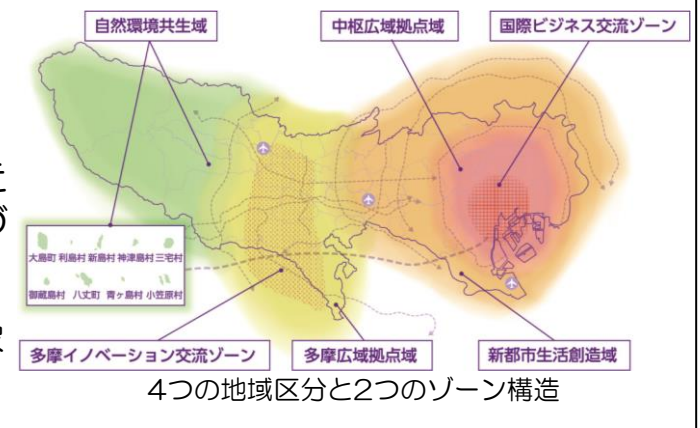 自然環境共生域
中枢広域拠点域
国際ビジネス交流ゾーン
大島町 利島村 新島村 神津島村 三宅村
御蔵島村 八丈町 青ヶ島村 小笠原村
多摩イノベーション交流ゾーン
多摩広域拠点域
新都市生活創造域
4つの地域区分と2つのゾーン構造